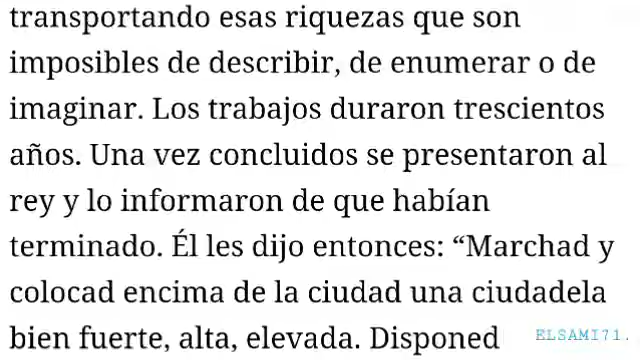 transportando esas riquezas que son
imposibles de describir, de enumerar o de
imaginar. Los trabajos duraron trescientos
años. Una vez concluidos se presentaron al
rey y lo informaron de que habían
terminado. Él les dijo entonces: “Marchad y
colocad encima de la ciudad una ciudadela
bien fuerte, alta, elevada. Disponed
ELSAMI71.